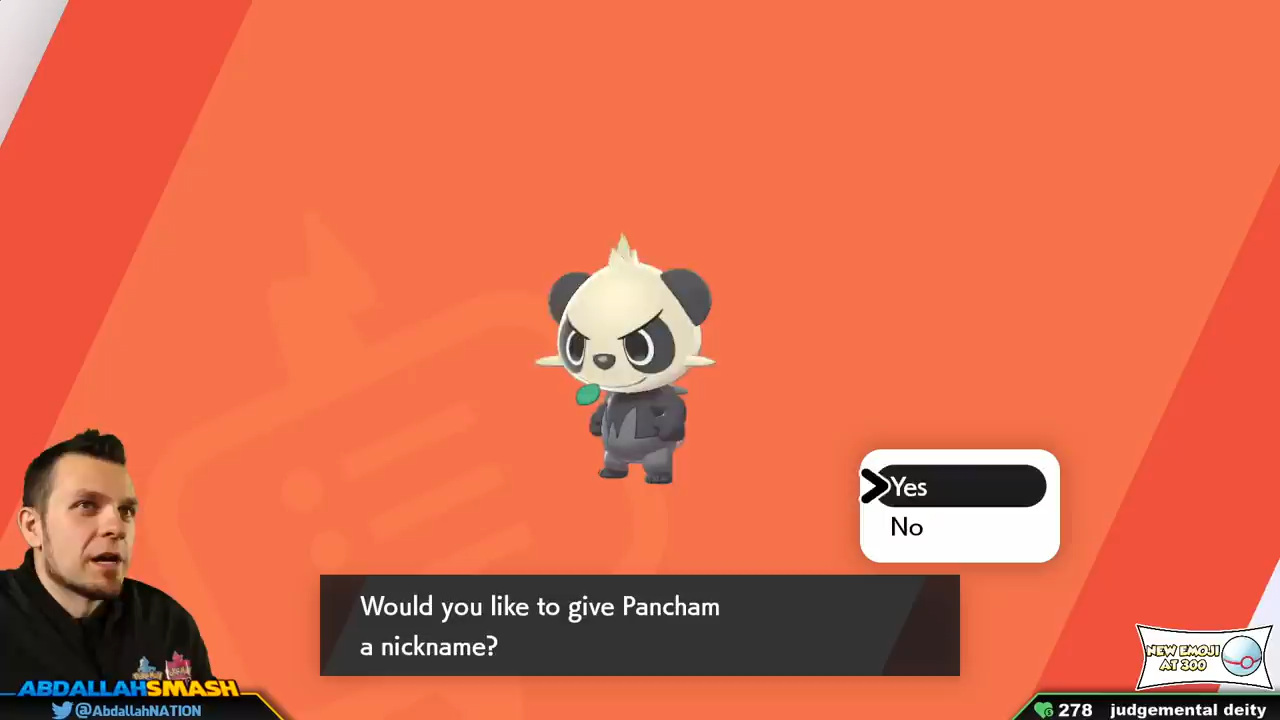 Yes
No
Would you like to give Pancham
a nickname?
NEW EMOJI
AT 300
ABDALLAHSMASH
@AbdallahNATION
278 judgemental deity